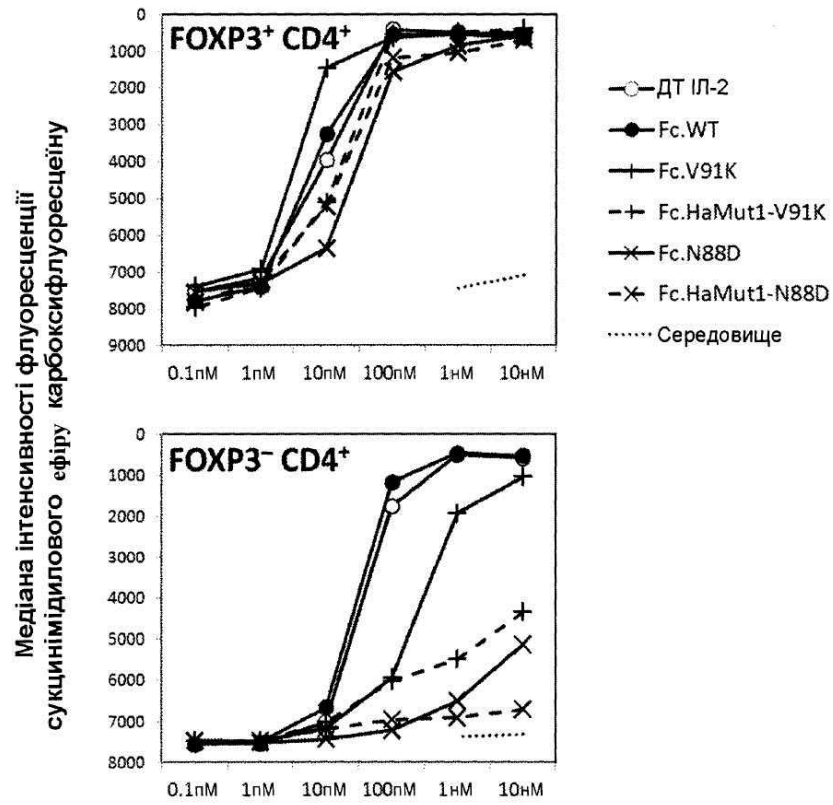 Медіана інтенсивності флуоресценції
сукцинімідилового ефіру карбоксифлуоресцеїну
FOXP3⁺ CD4⁺
0
1000
2000
3000
4000
5000
6000
7000
8000
9000
0.1пМ 1пМ 10пМ 100пМ 1нМ 10нМ
ДТ ІЛ-2
Fc.WT
Fc.V91K
Fc.HaMut1-V91K
Fc.N88D
Fc.HaMut1-N88D
Середовище
FOXP3⁻ CD4⁺
0
1000
2000
3000
4000
5000
6000
7000
8000
0.1пМ 1пМ 10пМ 100пМ 1нМ 10нМ